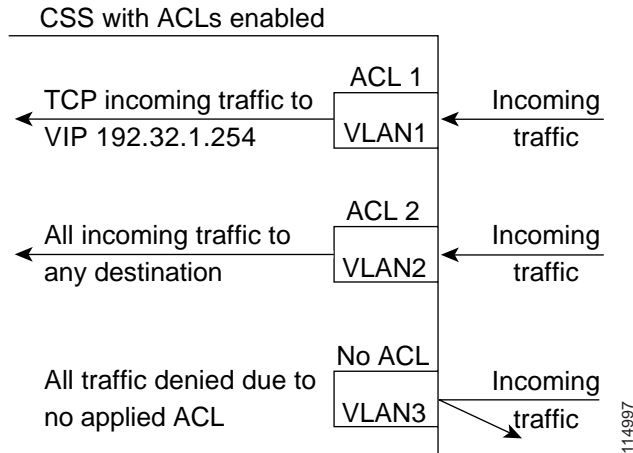 CSS with ACLs enabled
ACL 1
TCP incoming traffic to
VIP 192.32.1.254
VLAN1
Incoming
traffic
ACL 2
All incoming traffic to
any destination
VLAN2
Incoming
traffic
No ACL
All traffic denied due to
no applied ACL
VLAN3
Incoming
traffic
114997